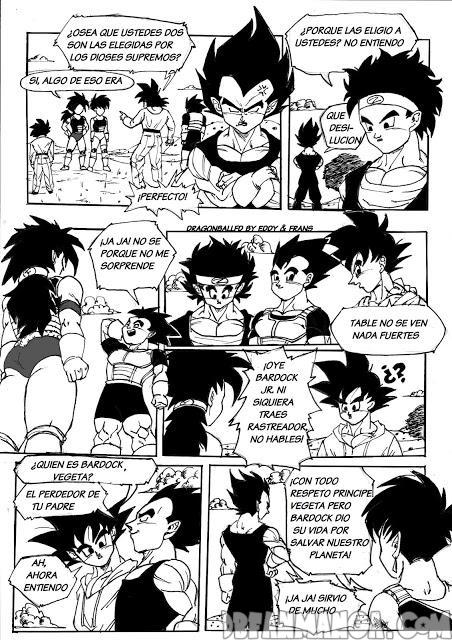 ¿OSEA QUE USTEDES DOS
SON LAS ELEGIDAS POR
LOS DIOSES SUPREMOS?
SI, ALGO DE ESO ERA
¡PERFECTO!
¿PORQUE LAS ELIGIO A
USTEDES? NO ENTIENDO
QUE
DESI-
LUCION
DRAGONBALLFD BY EDDY & FRANS
¡JA JA! NO SE PORQUE NO ME
SORPRENDE
TABLE NO SE VEN
NADA FUERTES
¡OYE
BARDOCK
JR. NI
SIQUIERA
TRAES
RASTREADOR,
NO HABLES!
¿?
¿QUIEN ES BARDOCK,
VEGETA?
EL PERDEDOR DE
TU PADRE
AH,
AHORA
ENTIENDO
¡CON TODO
RESPETO PRINCIPE
VEGETA PERO
BARDOCK DIO
SU VIDA POR
SALVAR NUESTRO
PLANETA!
¡JA JA! SIRVIO
DE MUCHO
DBFANMANGA.COM